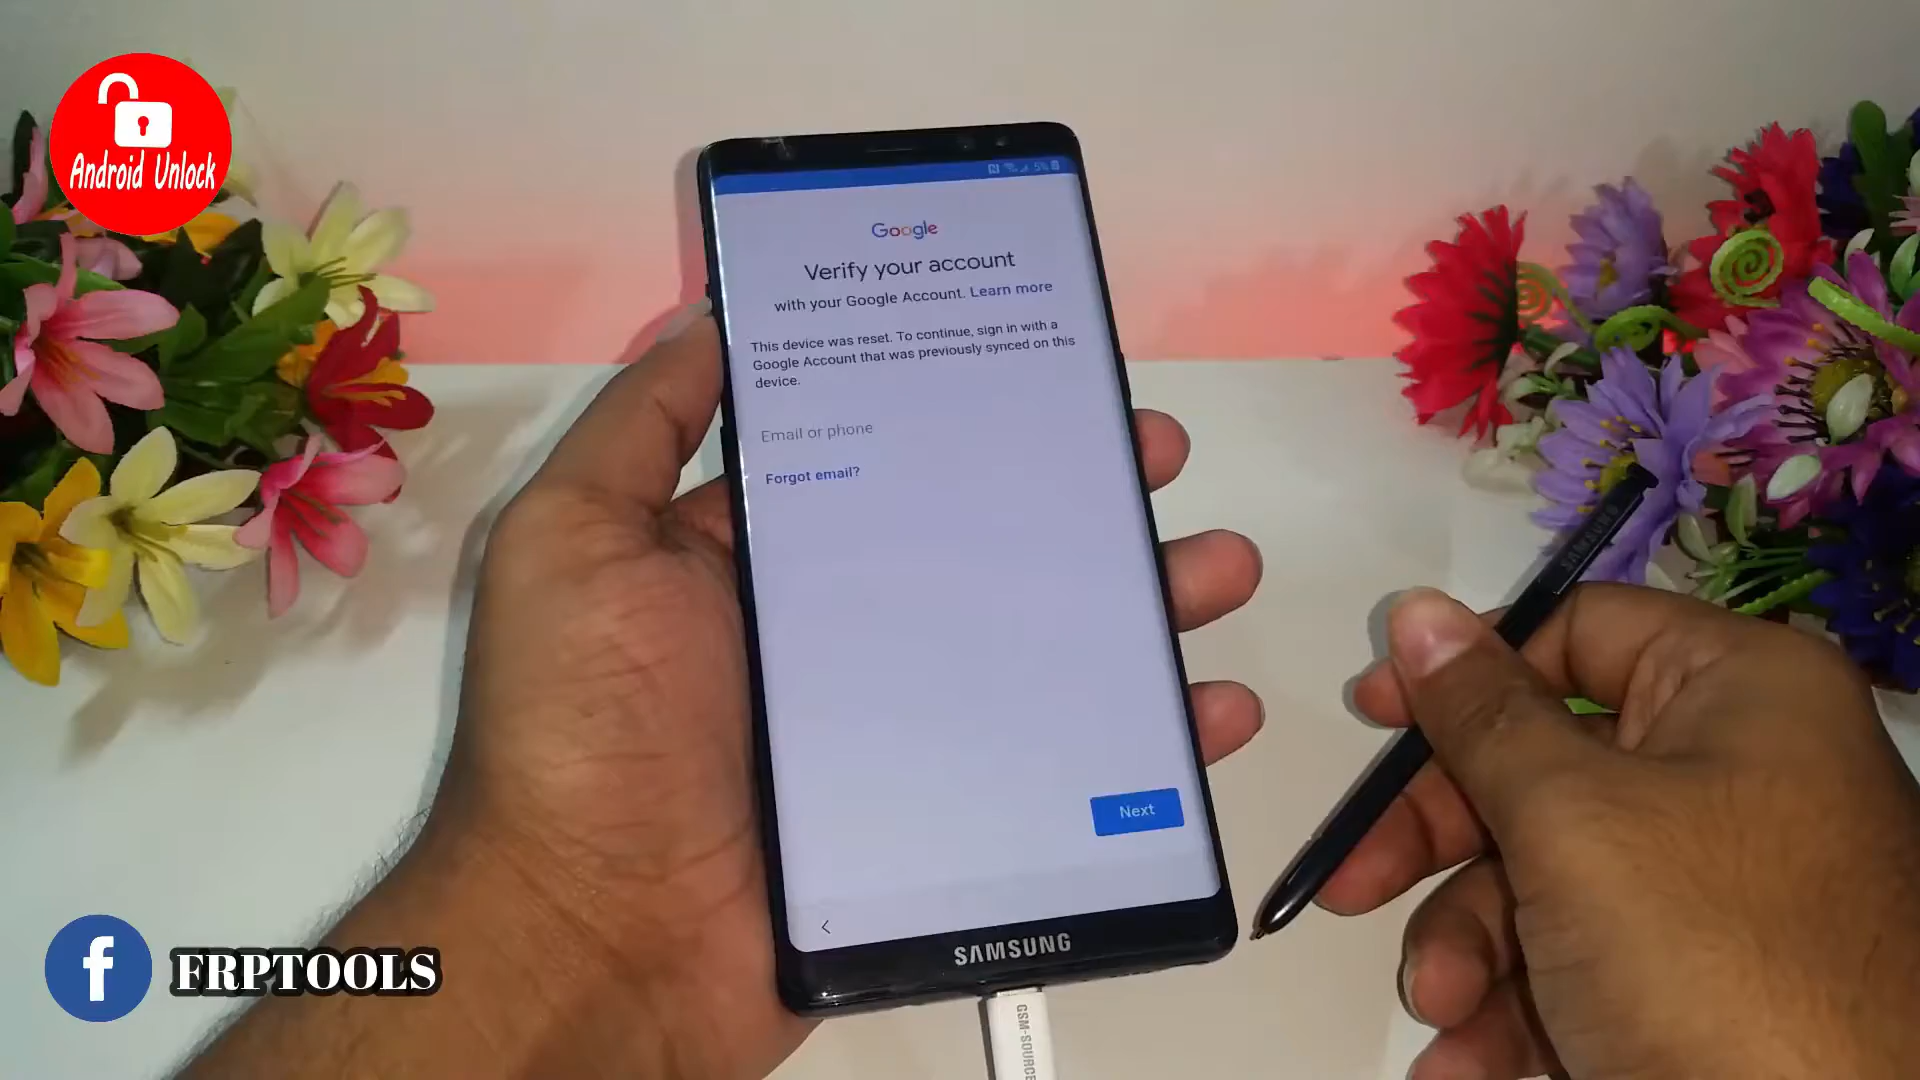 Android Unlock
5%
Google
Verify your account
with your Google Account. Learn more
This device was reset. To continue, sign in with a
Google Account that was previously synced on this
device.
Email or phone
Forgot email?
Next
SAMSUNG
SAMSUNG
GSM-SOURCE
f FRPTOOLS